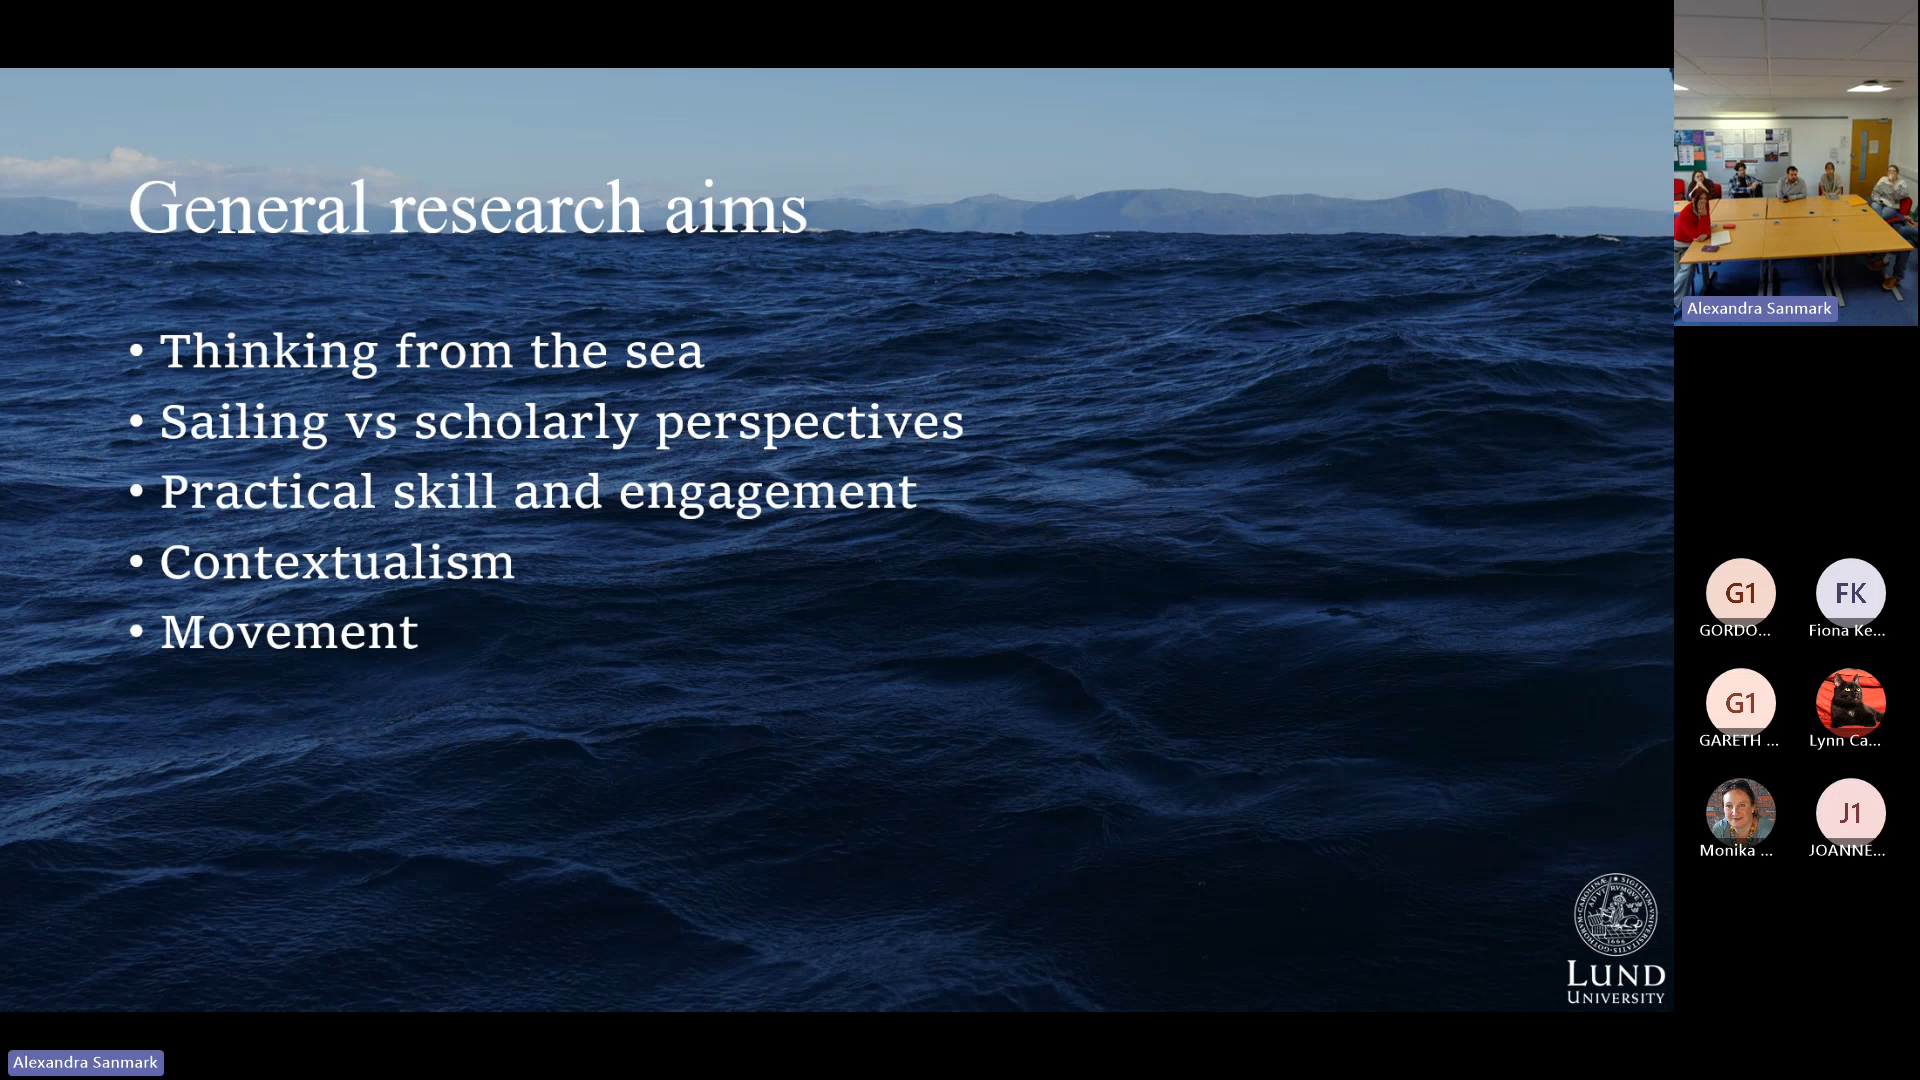 General research aims
• Thinking from the sea
• Sailing vs scholarly perspectives
• Practical skill and engagement
• Contextualism
• Movement
LUND
UNIVERSITY
1666
Alexandra Sanmark
Alexandra Sanmark
G1
GORDO...
FK
Fiona Ke...
G1
GARETH ...
Lynn Ca...
Monika ...
J1
JOANNE...